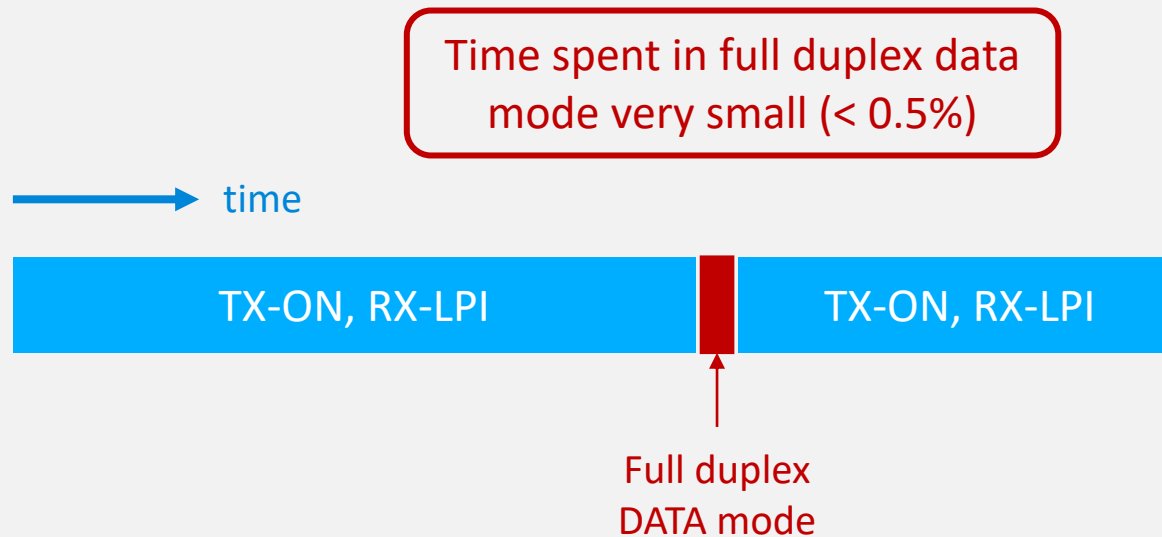 Time spent in full duplex data
mode very small (< 0.5%)
time
TX-ON, RX-LPI
TX-ON, RX-LPI
Full duplex
DATA mode